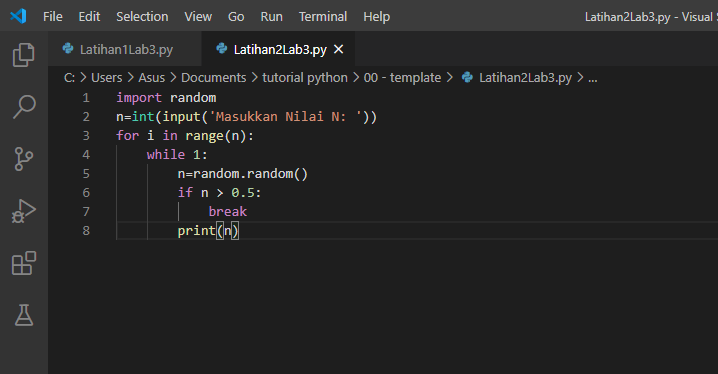 File Edit Selection View Go Run Terminal Help Latihan2Lab3.py - Visual S
Latihan1Lab3.py Latihan2Lab3.py
C: > Users > Asus > Documents > tutorial python > 00 - template > Latihan2Lab3.py > ...
1 import random
2 n=int(input('Masukkan Nilai N: '))
3 for i in range(n):
4     while 1:
5         n=random.random()
6         if n > 0.5:
7             break
8         print(n)